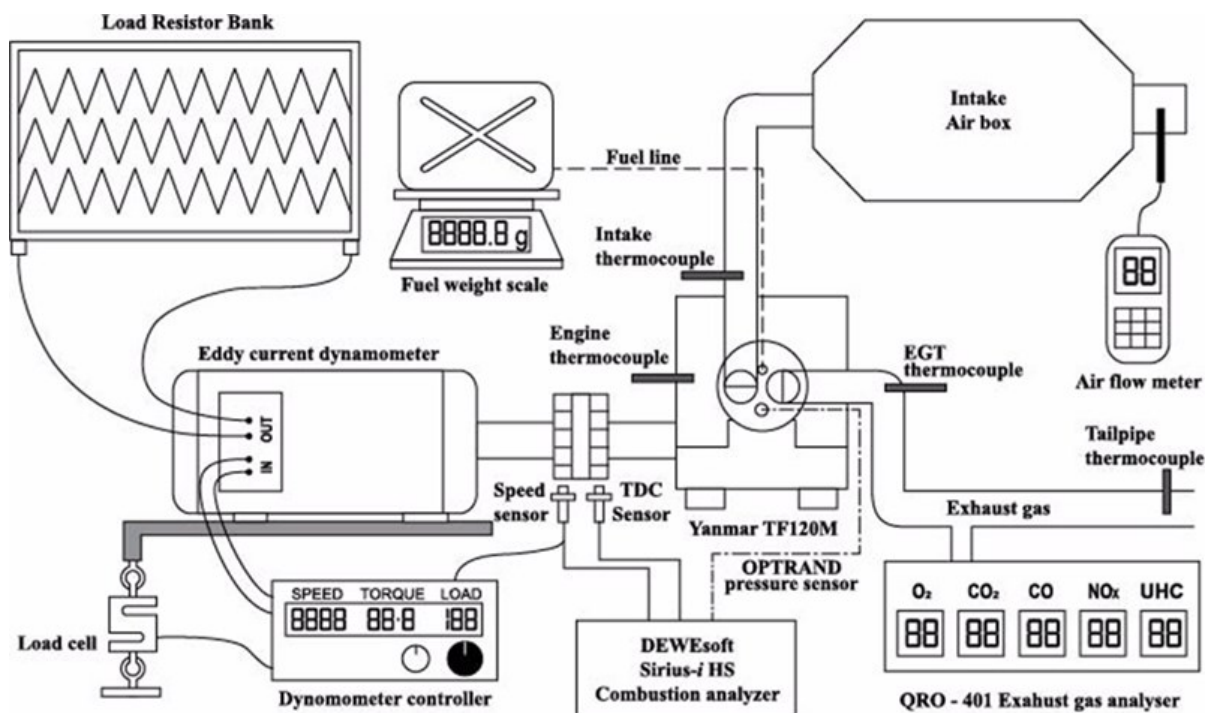 Load Resistor Bank
Intake
Air box
Fuel line
8888.8 g
Intake
thermocouple
Fuel weight scale
88
Engine
thermocouple
Eddy current dynamometer
EGT
thermocouple
Air flow meter
OUT
IN
Tailpipe
thermocouple
Speed
sensor
TDC
Sensor
Yanmar TF120M
Exhaust gas
OPTRAND
pressure sensor
SPEED TORQUE LOAD
8888 88.8 188
O₂ CO₂ CO NOx UHC
88 88 88 88 88
Load cell
DEWEsoft
Sirius-i HS
Combustion analyzer
Dynomometer controller
QRO - 401 Exahust gas analyser